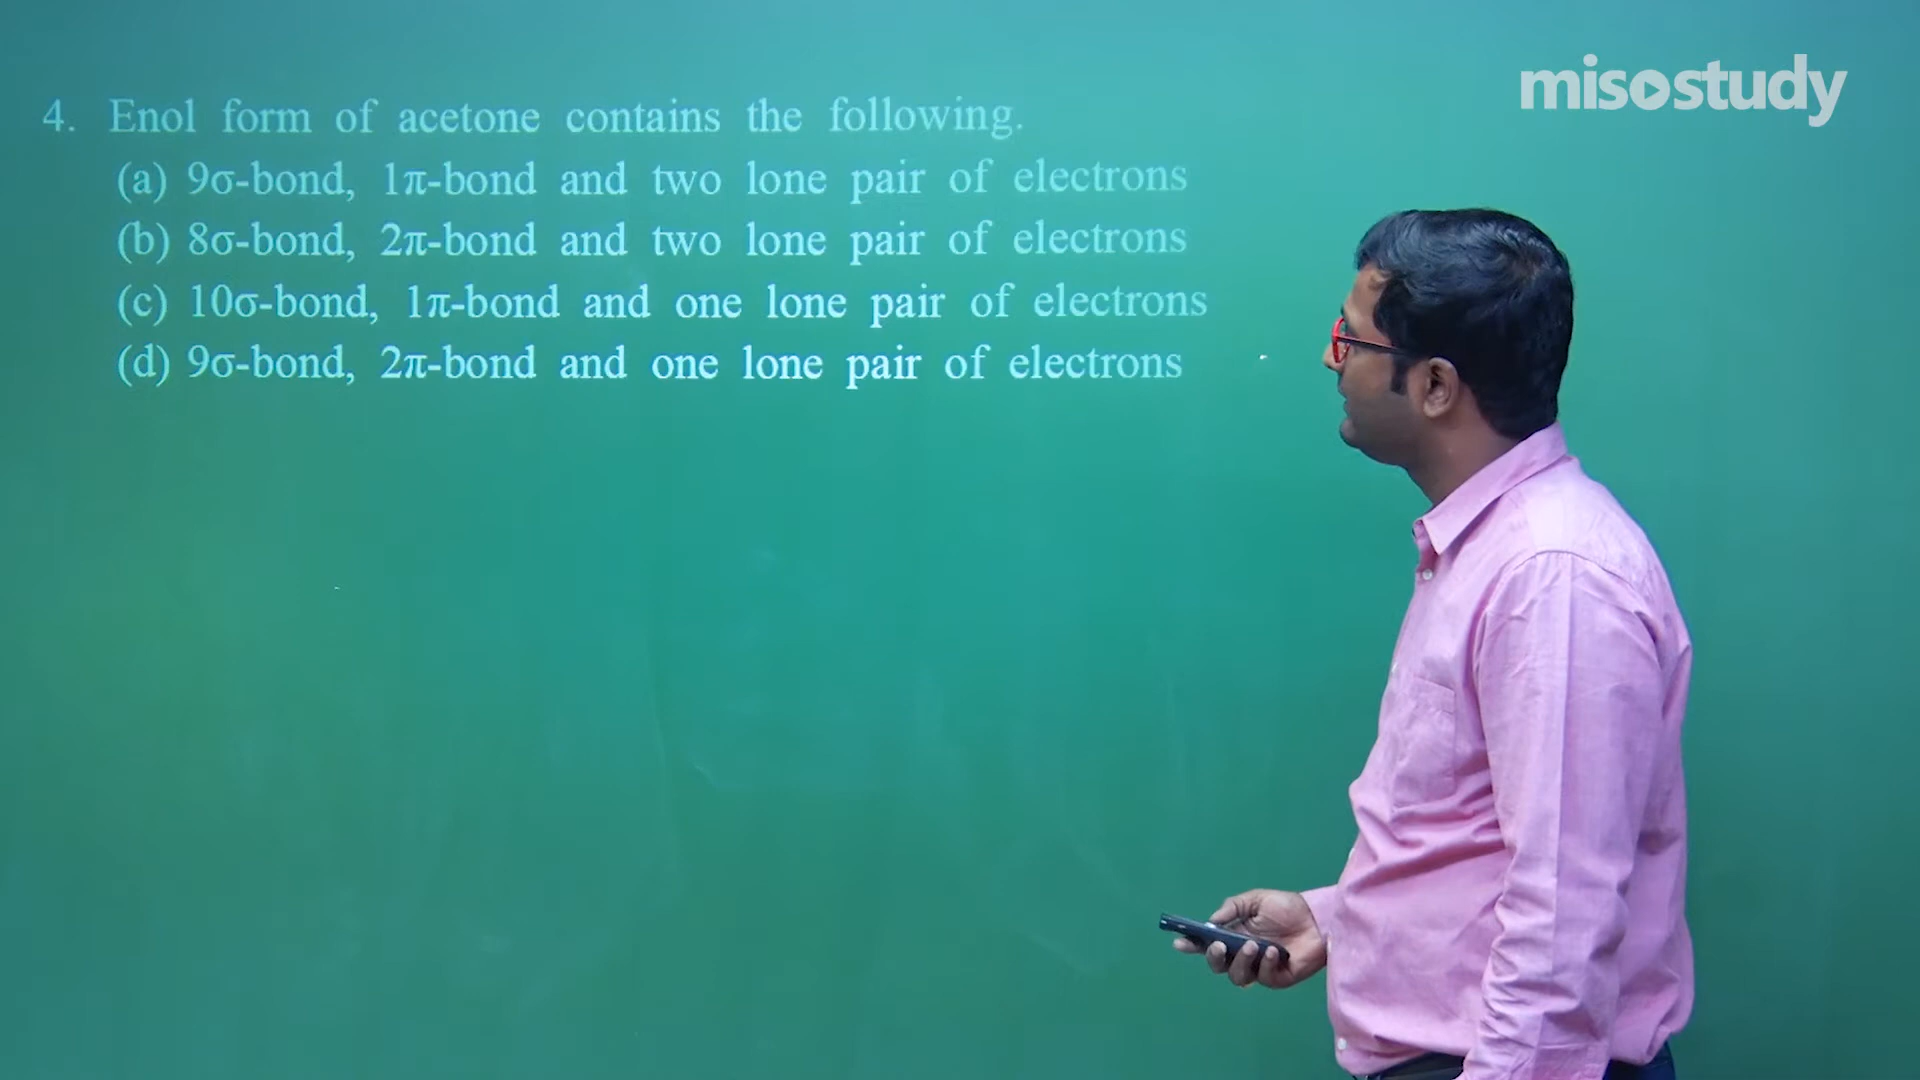 misostudy
4. Enol form of acetone contains the following.
(a) 9σ-bond, 1π-bond and two lone pair of electrons
(b) 8σ-bond, 2π-bond and two lone pair of electrons
(c) 10σ-bond, 1π-bond and one lone pair of electrons
(d) 9σ-bond, 2π-bond and one lone pair of electrons